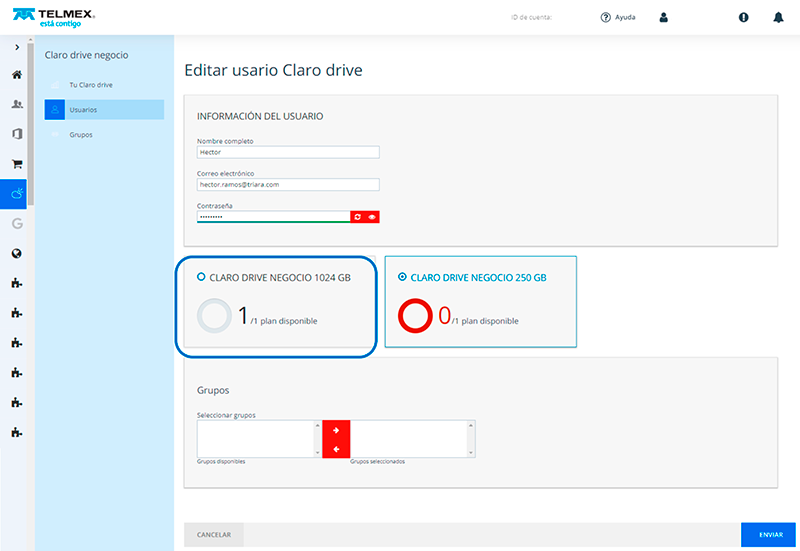 TELMEX®
está contigo
ID de cuenta:
Ayuda
Claro drive negocio
Tu Claro drive
Usuarios
Grupos
Editar usario Claro drive
INFORMACIÓN DEL USUARIO
Nombre completo
Hector
Correo electrónico
hector.ramos@triara.com
Contraseña
•••••••••
CLARO DRIVE NEGOCIO 1024 GB
1/1 plan disponible
CLARO DRIVE NEGOCIO 250 GB
0/1 plan disponible
Grupos
Seleccionar grupos
Grupos disponibles
Grupos seleccionados
CANCELAR
ENVIAR